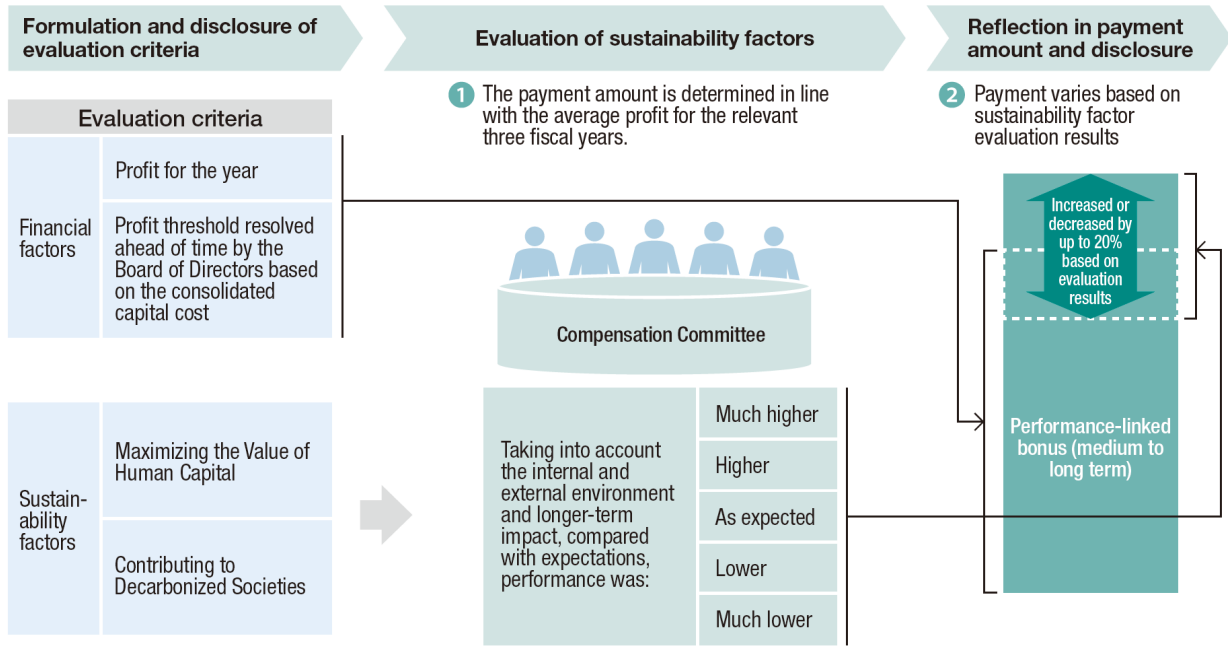 Formulation and disclosure of
evaluation criteria
Evaluation of sustainability factors
Reflection in payment
amount and disclosure
1 The payment amount is determined in line
with the average profit for the relevant
three fiscal years.
2 Payment varies based on
sustainability factor
evaluation results
Evaluation criteria
Financial
factors
Profit for the year
Profit threshold resolved
ahead of time by the
Board of Directors based
on the consolidated
capital cost
Sustain-
ability
factors
Maximizing the Value of
Human Capital
Contributing to
Decarbonized Societies
Compensation Committee
Taking into account
the internal and
external environment
and longer-term
impact, compared
with expectations,
performance was:
Much higher
Higher
As expected
Lower
Much lower
Increased or
decreased by
up to 20%
based on
evaluation
results
Performance-linked
bonus (medium to
long term)